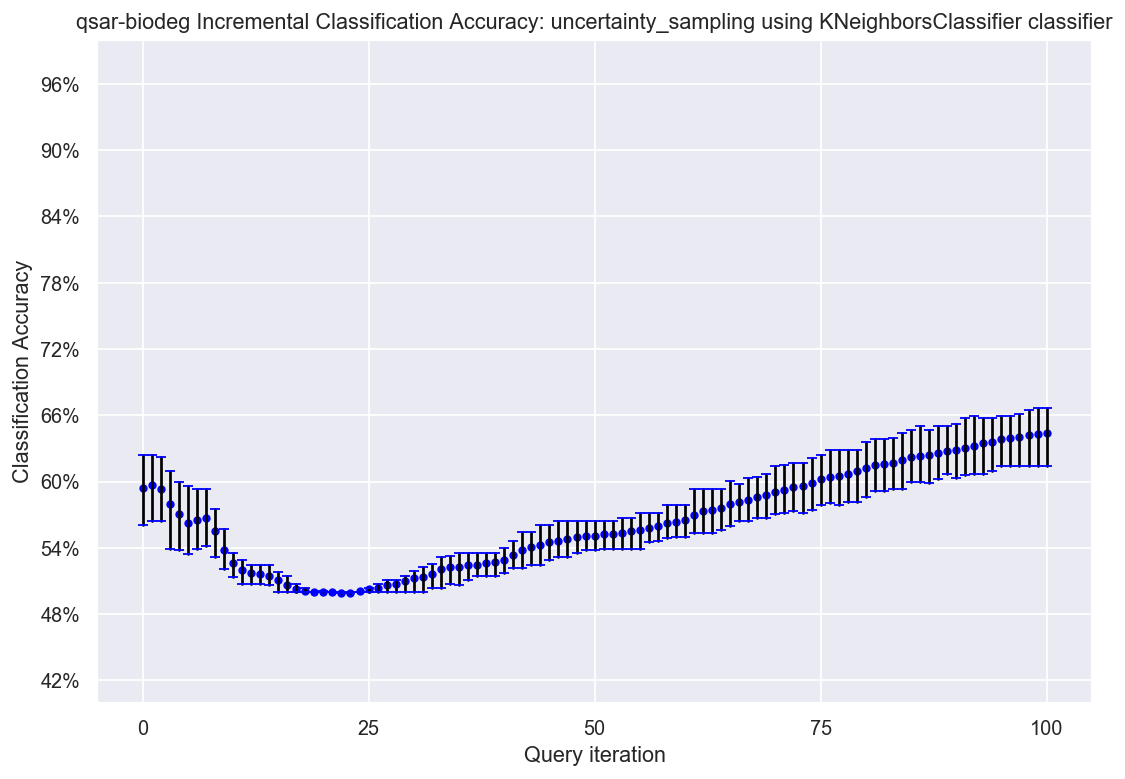 qsar-biodeg Incremental Classification Accuracy: uncertainty_sampling using KNeighborsClassifier classifier
96%
90%
84%
78%
72%
66%
60%
54%
48%
42%
Classification Accuracy
0 25 50 75 100
Query iteration